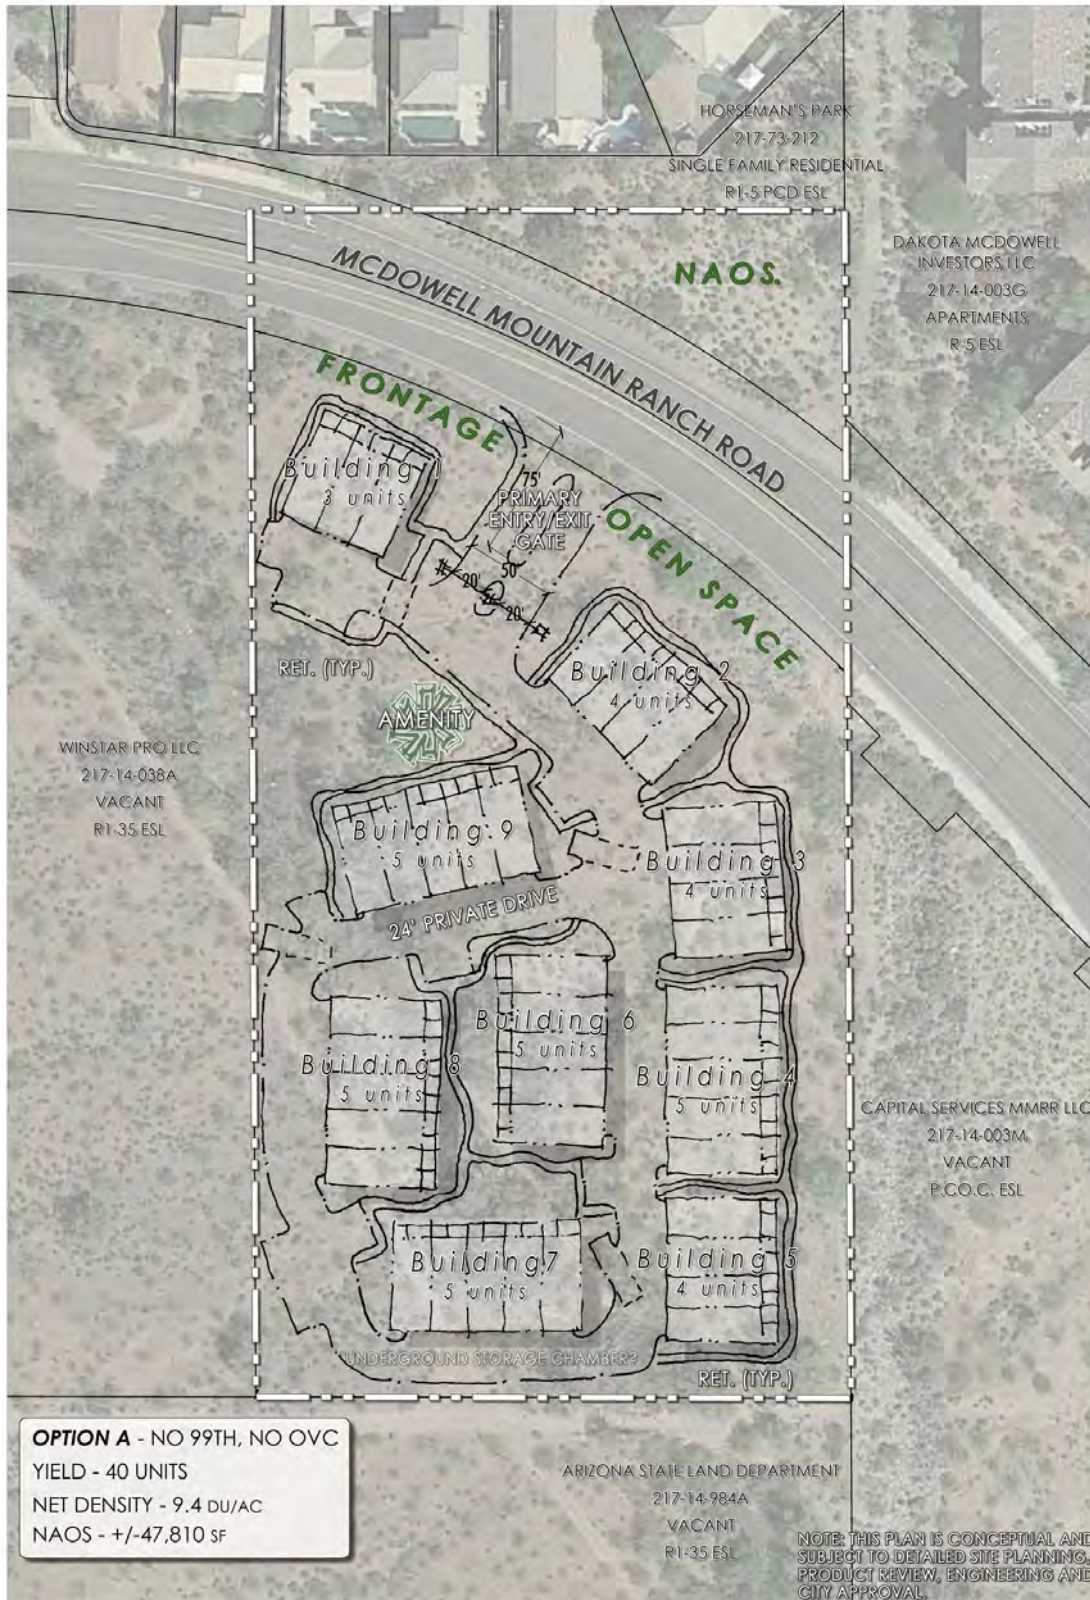 HORSEMAN'S PARK
217-73-212
SINGLE FAMILY RESIDENTIAL
R1-5 PCD ESL
DAKOTA MCDOWELL
INVESTORS LLC
217-14-003G
APARTMENTS
R-5 ESL
NAOS.
MCDOWELL MOUNTAIN RANCH ROAD
FRONTAGE
OPEN SPACE
Building 1
3 units
75'
PRIMARY
ENTRY/EXIT
GATE
50'
20'
20'
Building 2
4 units
RET. (TYP.)
AMENITY
WINSTAR PRO LLC
217-14-038A
VACANT
R1-35 ESL
Building 9
5 units
Building 3
4 units
24' PRIVATE DRIVE
Building 6
5 units
Building 8
5 units
Building 4
5 units
CAPITAL SERVICES MMRR LLC
217-14-003M
VACANT
P.CO.C. ESL
Building 7
5 units
Building 5
4 units
UNDERGROUND STORAGE CHAMBER?
RET. (TYP.)
OPTION A - NO 99TH, NO OVC
YIELD - 40 UNITS
NET DENSITY - 9.4 DU/AC
NAOS - +/-47,810 SF
ARIZONA STATE LAND DEPARTMENT
217-14-984A
VACANT
R1-35 ESL
NOTE: THIS PLAN IS CONCEPTUAL AND
SUBJECT TO DETAILED SITE PLANNING,
PRODUCT REVIEW, ENGINEERING AND
CITY APPROVAL.